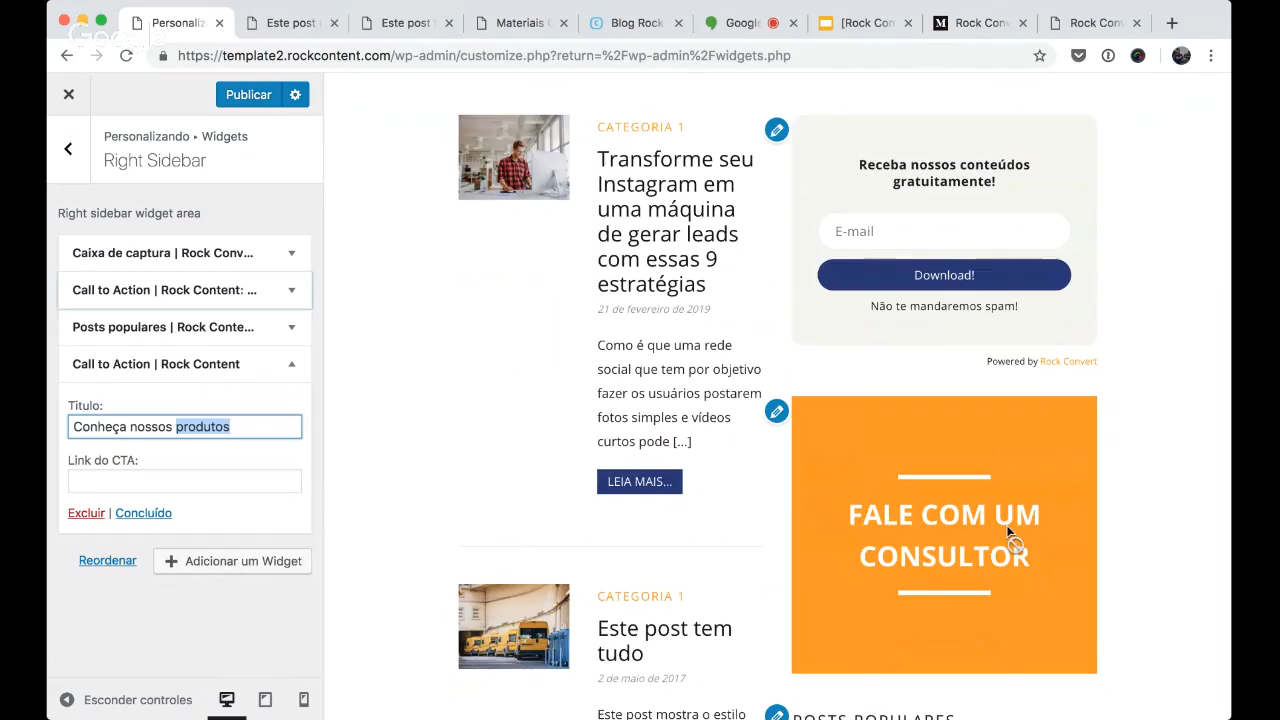 Personaliz
Este post
Este post
Materiais
Blog Rock
Google
[Rock Con
Rock Conv
Rock Conv
https://template2.rockcontent.com/wp-admin/customize.php?return=%2Fwp-admin%2Fwidgets.php
Publicar
Personalizando ▸ Widgets
Right Sidebar
Right sidebar widget area
Caixa de captura | Rock Conv...
Call to Action | Rock Content: ...
Posts populares | Rock Conte...
Call to Action | Rock Content
Titulo:
Conheça nossos produtos
Link do CTA:
Excluir | Concluído
Reordenar
Adicionar um Widget
Esconder controles
CATEGORIA 1
Transforme seu
Instagram em
uma máquina
de gerar leads
com essas 9
estratégias
21 de fevereiro de 2019
Como é que uma rede
social que tem por objetivo
fazer os usuários postarem
fotos simples e vídeos
curtos pode [...]
LEIA MAIS...
CATEGORIA 1
Este post tem
tudo
2 de maio de 2017
Este post mostra o estilo
Receba nossos conteúdos
gratuitamente!
E-mail
Download!
Não te mandaremos spam!
Powered by Rock Convert
FALE COM UM
CONSULTOR
POSTS POPULARES